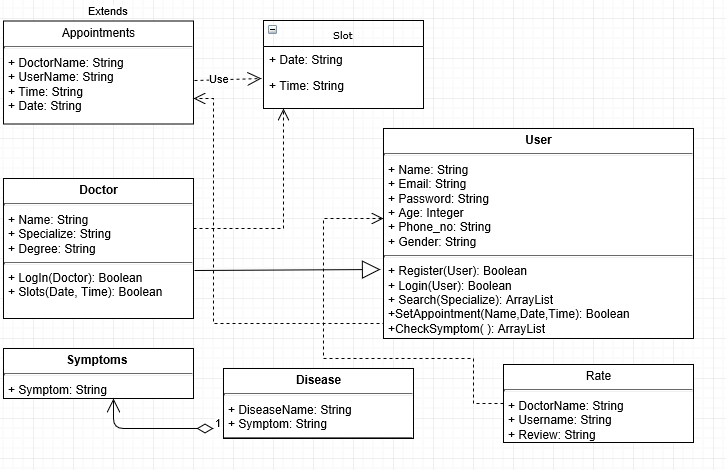 Extends
Appointments
+ DoctorName: String
+ UserName: String
+ Time: String
+ Date: String
Use
Slot
+ Date: String
+ Time: String
User
+ Name: String
+ Email: String
+ Password: String
+ Age: Integer
+ Phone_no: String
+ Gender: String
+ Register(User): Boolean
+ Login(User): Boolean
+ Search(Specialize): ArrayList
+SetAppointment(Name,Date,Time): Boolean
+CheckSymptom( ): ArrayList
Doctor
+ Name: String
+ Specialize: String
+ Degree: String
+ LogIn(Doctor): Boolean
+ Slots(Date, Time): Boolean
Symptoms
+ Symptom: String
1
Disease
+ DiseaseName: String
+ Symptom: String
Rate
+ DoctorName: String
+ Username: String
+ Review: String